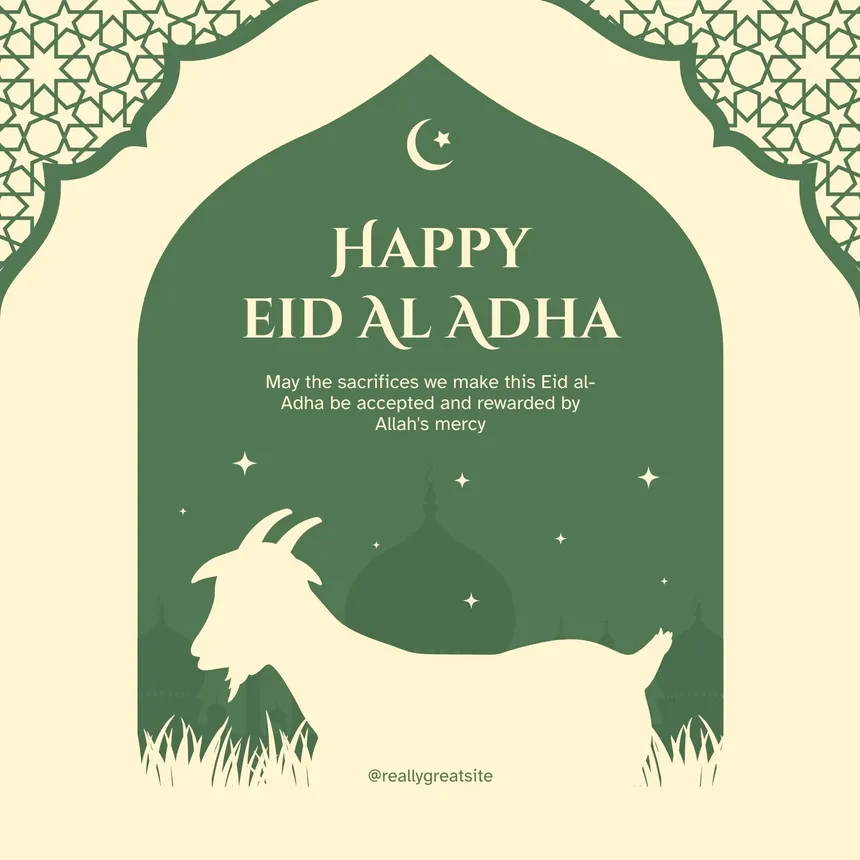 Happy
Eid Al Adha
May the sacrifices we make this Eid al-
Adha be accepted and rewarded by
Allah's mercy
@reallygreatsite